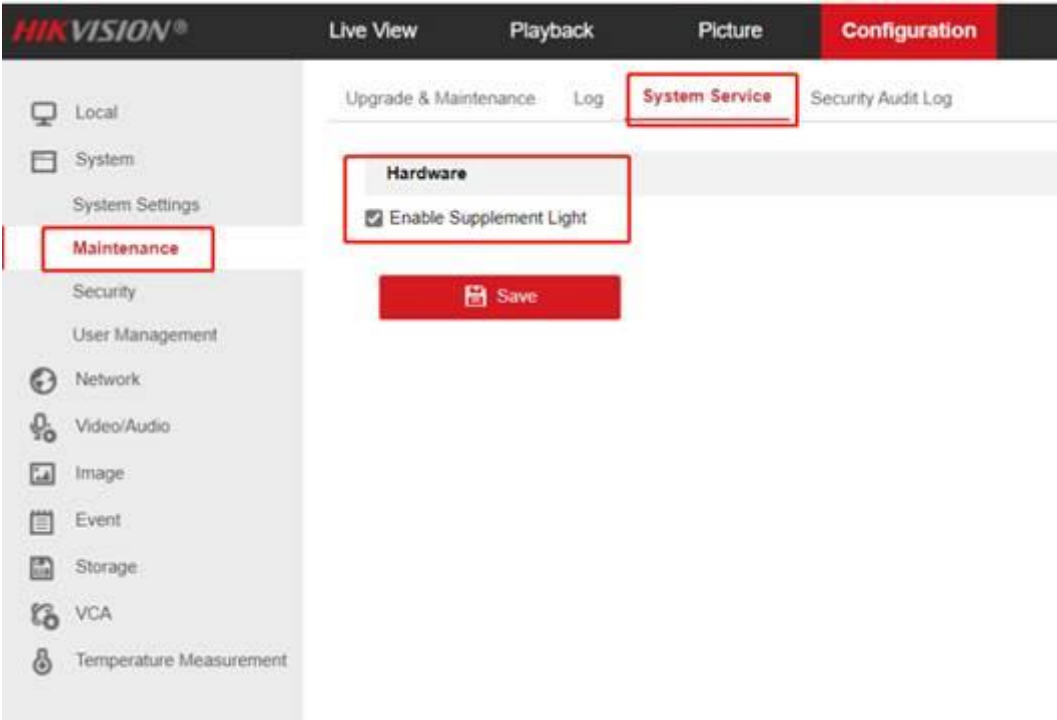 HIKVISION® Live View Playback Picture Configuration
Upgrade & Maintenance Log System Service Security Audit Log
Local
System
System Settings
Maintenance
Security
User Management
Network
Video/Audio
Image
Event
Storage
VCA
Temperature Measurement
Hardware
Enable Supplement Light
Save